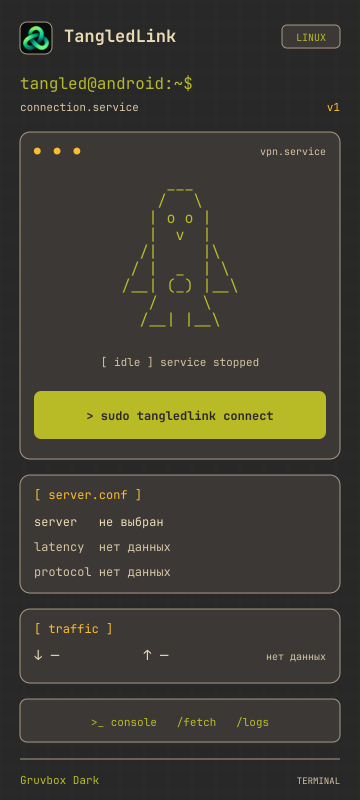 TangledLink
LINUX
tangled@android:~$
connection.service
v1
vpn.service
[ idle ] service stopped
> sudo tangledlink connect
[ server.conf ]
server не выбран
latency нет данных
protocol нет данных
[ traffic ]
↓ — ↑ — нет данных
>_ console /fetch /logs
Gruvbox Dark
TERMINAL